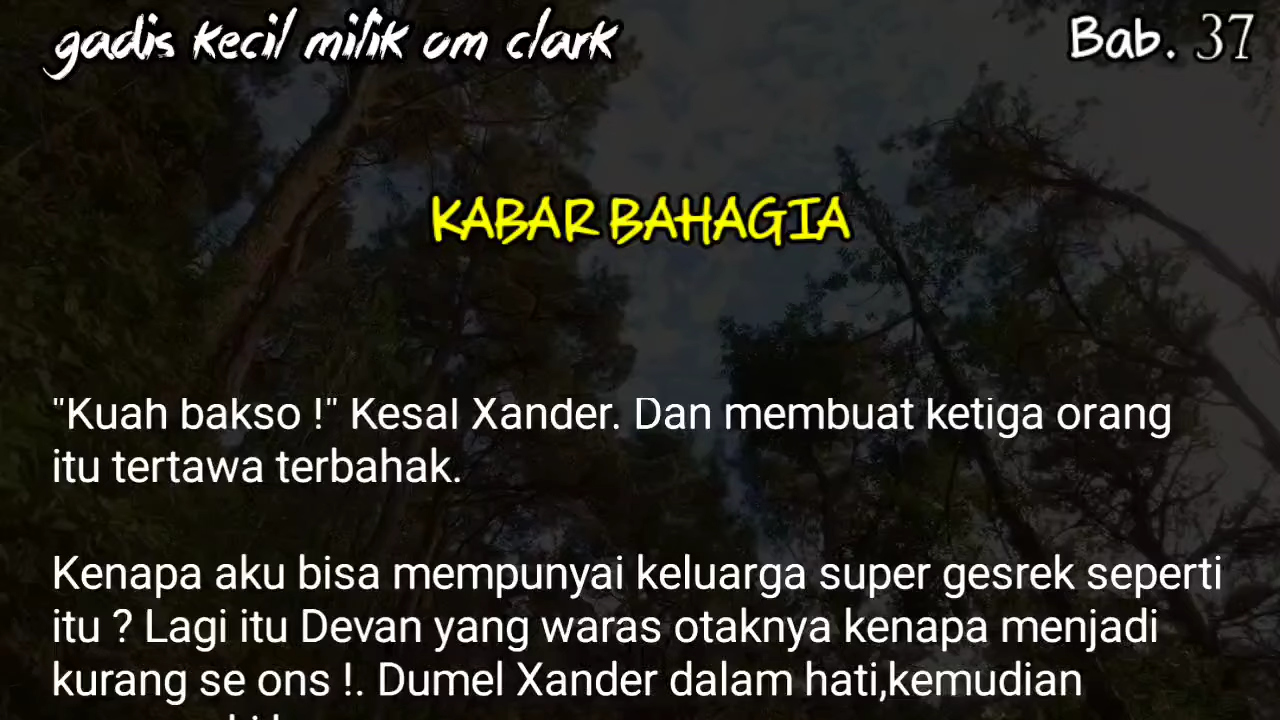 gadis kecil milik om clark
Bab. 37
KABAR BAHAGIA
"Kuah bakso !" Kesal Xander. Dan membuat ketiga orang
itu tertawa terbahak.
Kenapa aku bisa mempunyai keluarga super gesrek seperti
itu ? Lagi itu Devan yang waras otaknya kenapa menjadi
kurang se ons !. Dumel Xander dalam hati,kemudian